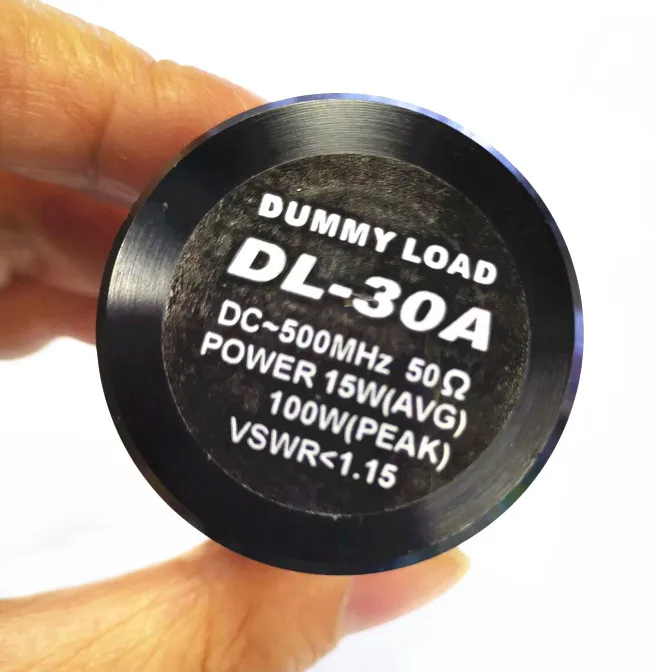 DUMMY LOAD
DL-30A
DC~500MHz 50Ω
POWER 15W(AVG)
100W(PEAK)
VSWR<1.15